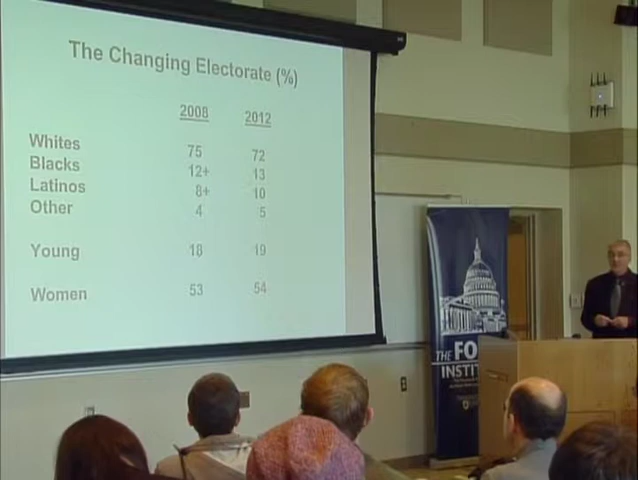 The Changing Electorate (%)
2008 2012
Whites 75 72
Blacks 12+ 13
Latinos 8+ 10
Other 4 5
Young 18 19
Women 53 54
THE FO
INSTIT